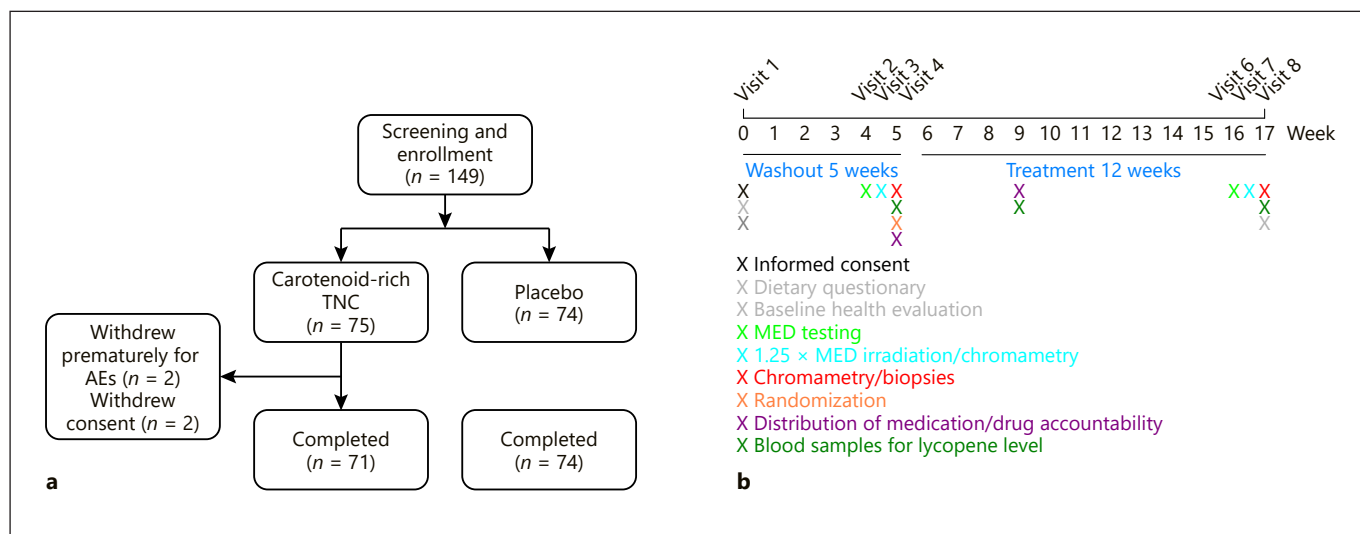 Screening and
enrollment
(n = 149)
Carotenoid-rich
TNC
(n = 75)
Placebo
(n = 74)
Withdrew
prematurely for
AEs (n = 2)
Withdrew
consent (n = 2)
Completed
(n = 71)
Completed
(n = 74)
a
Visit 1
Visit 2
Visit 3
Visit 4
Visit 6
Visit 7
Visit 8
0 1 2 3 4 5 6 7 8 9 10 11 12 13 14 15 16 17 Week
Washout 5 weeks
Treatment 12 weeks
X X X X X X X X
X X X X
X X X
X
X Informed consent
X Dietary questionary
X Baseline health evaluation
X MED testing
X 1.25 × MED irradiation/chromametry
X Chromametry/biopsies
X Randomization
X Distribution of medication/drug accountability
X Blood samples for lycopene level
b